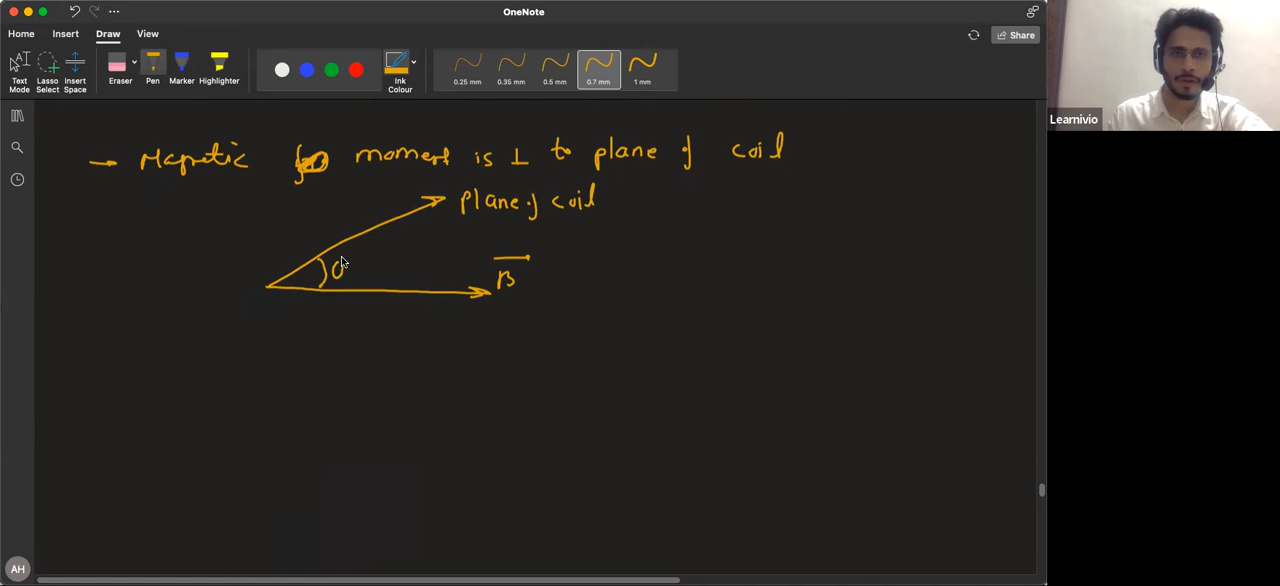 OneNote
Home Insert Draw View
Share
Text Mode
Lasso Select
Insert Space
Eraser
Pen
Marker
Highlighter
Ink Colour
0.25 mm
0.35 mm
0.5 mm
0.7 mm
1 mm
Learnivio
→ Magnetic moment is ⊥ to plane of coil
plane of coil
θ
B
AH